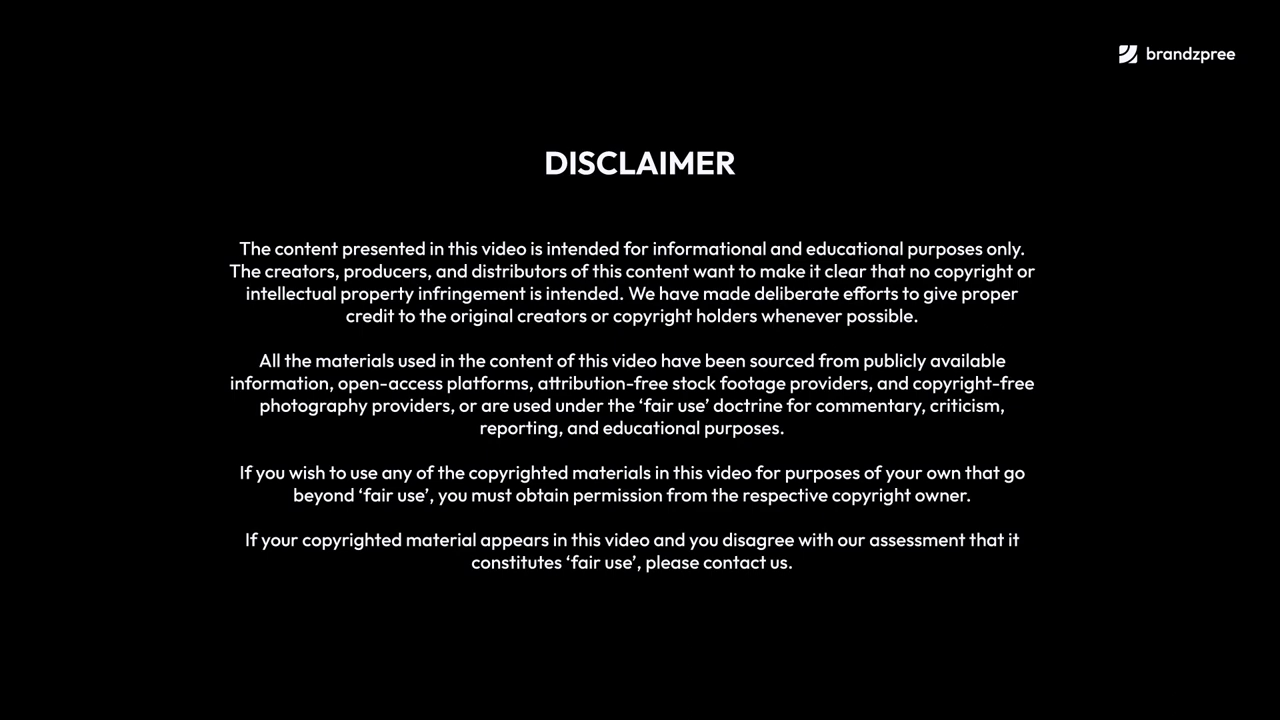 brandzpree
DISCLAIMER
The content presented in this video is intended for informational and educational purposes only.
The creators, producers, and distributors of this content want to make it clear that no copyright or
intellectual property infringement is intended. We have made deliberate efforts to give proper
credit to the original creators or copyright holders whenever possible.
All the materials used in the content of this video have been sourced from publicly available
information, open-access platforms, attribution-free stock footage providers, and copyright-free
photography providers, or are used under the ‘fair use’ doctrine for commentary, criticism,
reporting, and educational purposes.
If you wish to use any of the copyrighted materials in this video for purposes of your own that go
beyond ‘fair use’, you must obtain permission from the respective copyright owner.
If your copyrighted material appears in this video and you disagree with our assessment that it
constitutes ‘fair use’, please contact us.